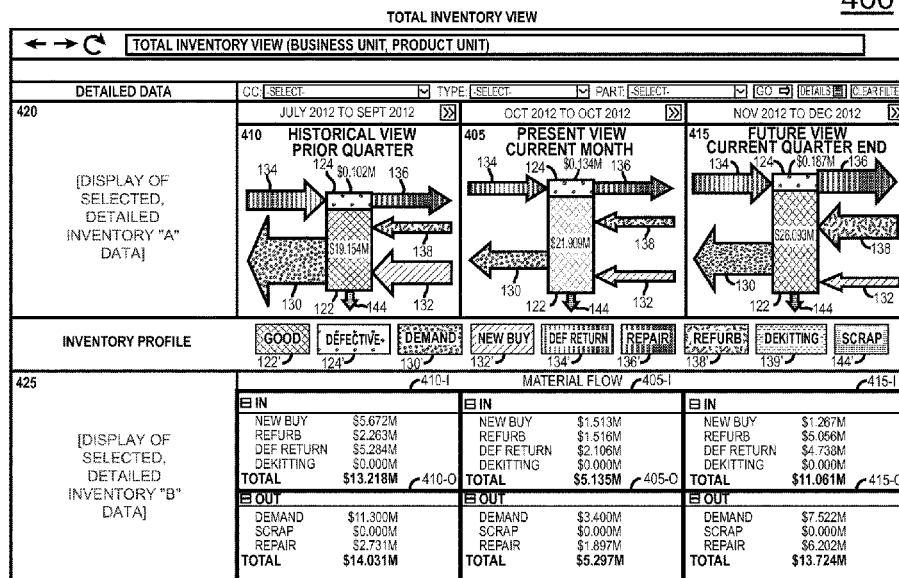 400
TOTAL INVENTORY VIEW
TOTAL INVENTORY VIEW (BUSINESS UNIT, PRODUCT UNIT)
DETAILED DATA
CC: -SELECT- TYPE: -SELECT- PART: -SELECT- GO DETAILS CLEAR FILTE
420
JULY 2012 TO SEPT 2012
OCT 2012 TO OCT 2012
NOV 2012 TO DEC 2012
[DISPLAY OF
SELECTED,
DETAILED
INVENTORY "A"
DATA]
410 HISTORICAL VIEW
PRIOR QUARTER
134 124 $0.102M 136
$19.154M
138
130 122 144 132
405 PRESENT VIEW
CURRENT MONTH
134 124 $0.134M 136
$21.909M
138
130 122 144 132
415 FUTURE VIEW
CURRENT QUARTER END
134 124 $0.187M 136
$26.093M
138
130 122 144 132
INVENTORY PROFILE
GOOD DEFECTIVE DEMAND NEW BUY DEF RETURN REPAIR REFURB DEKITTING SCRAP
122' 124' 130' 132' 134' 136' 138' 139' 144'
425
410-I MATERIAL FLOW 405-I 415-I
[DISPLAY OF
SELECTED,
DETAILED
INVENTORY "B"
DATA]
IN
NEW BUY $5.672M
REFURB $2.263M
DEF RETURN $5.284M
DEKITTING $0.000M
TOTAL $13.218M 410-O
OUT
DEMAND $11.300M
SCRAP $0.000M
REPAIR $2.731M
TOTAL $14.031M
IN
NEW BUY $1.513M
REFURB $1.516M
DEF RETURN $2.106M
DEKITTING $0.000M
TOTAL $5.135M 405-O
OUT
DEMAND $3.400M
SCRAP $0.000M
REPAIR $1.897M
TOTAL $5.297M
IN
NEW BUY $1.267M
REFURB $5.056M
DEF RETURN $4.738M
DEKITTING $0.000M
TOTAL $11.061M 415-O
OUT
DEMAND $7.522M
SCRAP $0.000M
REPAIR $6.202M
TOTAL $13.724M